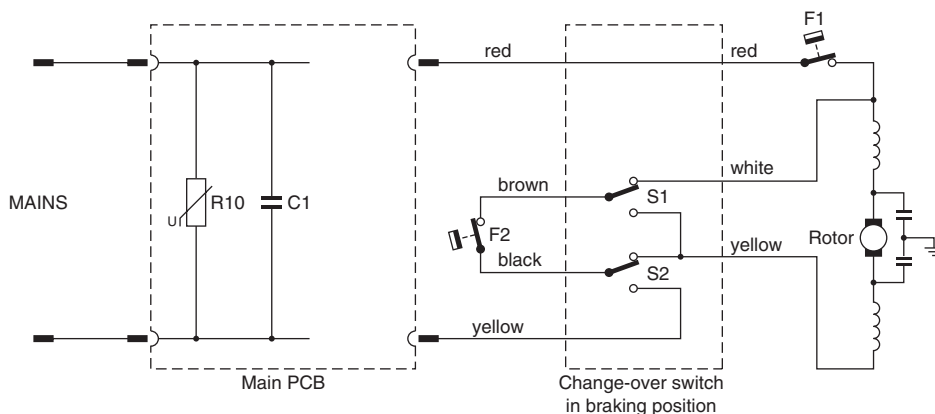 F1
red
red
MAINS
U
R10
C1
brown
white
S1
F2
Rotor
black
yellow
S2
yellow
Main PCB
Change-over switch
in braking position